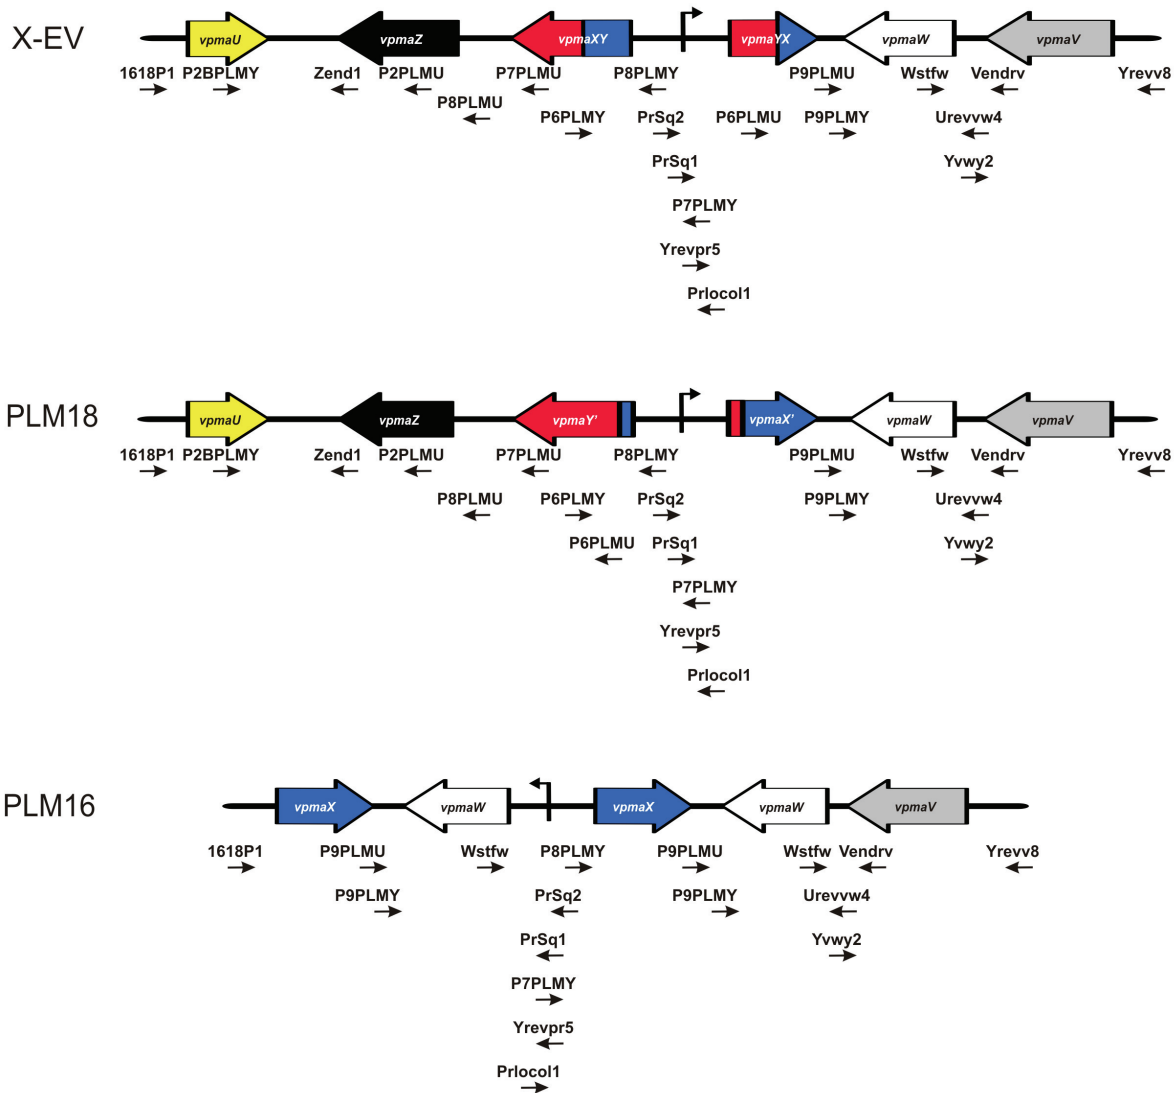 X-EV
vpmaU vpmaZ vpmaXY vpmaYX vpmaW vpmaV
1618P1 P2BPLMY Zend1 P2PLMU P7PLMU P8PLMY P9PLMU Wstfw Vendrv Yrevv8
P8PLMU P6PLMY PrSq2 P6PLMU P9PLMY Urevvw4
PrSq1 Yvwy2
P7PLMY
Yrevpr5
Prlocol1
PLM18
vpmaU vpmaZ vpmaY' vpmaX' vpmaW vpmaV
1618P1 P2BPLMY Zend1 P2PLMU P7PLMU P8PLMY P9PLMU Wstfw Vendrv Yrevv8
P8PLMU P6PLMY PrSq2 P9PLMY Urevvw4
P6PLMU PrSq1 Yvwy2
P7PLMY
Yrevpr5
Prlocol1
PLM16
vpmaX vpmaW vpmaX vpmaW vpmaV
1618P1 P9PLMU Wstfw P8PLMY P9PLMU Wstfw Vendrv Yrevv8
P9PLMY PrSq2 P9PLMY Urevvw4
PrSq1 Yvwy2
P7PLMY
Yrevpr5
Prlocol1